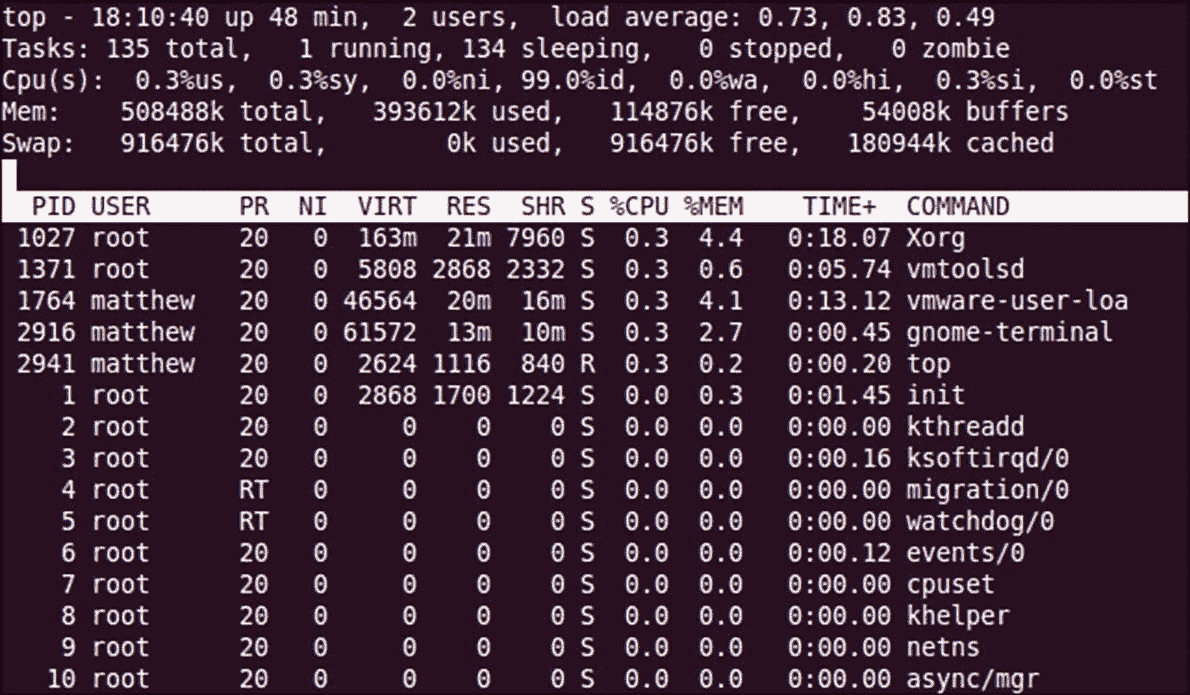 top - 18:10:40 up 48 min,  2 users,  load average: 0.73, 0.83, 0.49
Tasks: 135 total,   1 running, 134 sleeping,   0 stopped,   0 zombie
Cpu(s):  0.3%us,  0.3%sy,  0.0%ni, 99.0%id,  0.0%wa,  0.0%hi,  0.3%si,  0.0%st
Mem:    508488k total,   393612k used,   114876k free,    54008k buffers
Swap:   916476k total,        0k used,   916476k free,   180944k cached
  PID USER      PR  NI  VIRT  RES  SHR S %CPU %MEM    TIME+  COMMAND
 1027 root      20   0  163m  21m 7960 S  0.3  4.4   0:18.07 Xorg
 1371 root      20   0  5808 2868 2332 S  0.3  0.6   0:05.74 vmtoolsd
 1764 matthew   20   0 46564  20m  16m S  0.3  4.1   0:13.12 vmware-user-loa
 2916 matthew   20   0 61572  13m  10m S  0.3  2.7   0:00.45 gnome-terminal
 2941 matthew   20   0  2624 1116  840 R  0.3  0.2   0:00.20 top
    1 root      20   0  2868 1700 1224 S  0.0  0.3   0:01.45 init
    2 root      20   0     0    0    0 S  0.0  0.0   0:00.00 kthreadd
    3 root      20   0     0    0    0 S  0.0  0.0   0:00.16 ksoftirqd/0
    4 root      RT   0     0    0    0 S  0.0  0.0   0:00.00 migration/0
    5 root      RT   0     0    0    0 S  0.0  0.0   0:00.00 watchdog/0
    6 root      20   0     0    0    0 S  0.0  0.0   0:00.12 events/0
    7 root      20   0     0    0    0 S  0.0  0.0   0:00.00 cpuset
    8 root      20   0     0    0    0 S  0.0  0.0   0:00.00 khelper
    9 root      20   0     0    0    0 S  0.0  0.0   0:00.00 netns
   10 root      20   0     0    0    0 S  0.0  0.0   0:00.00 async/mgr